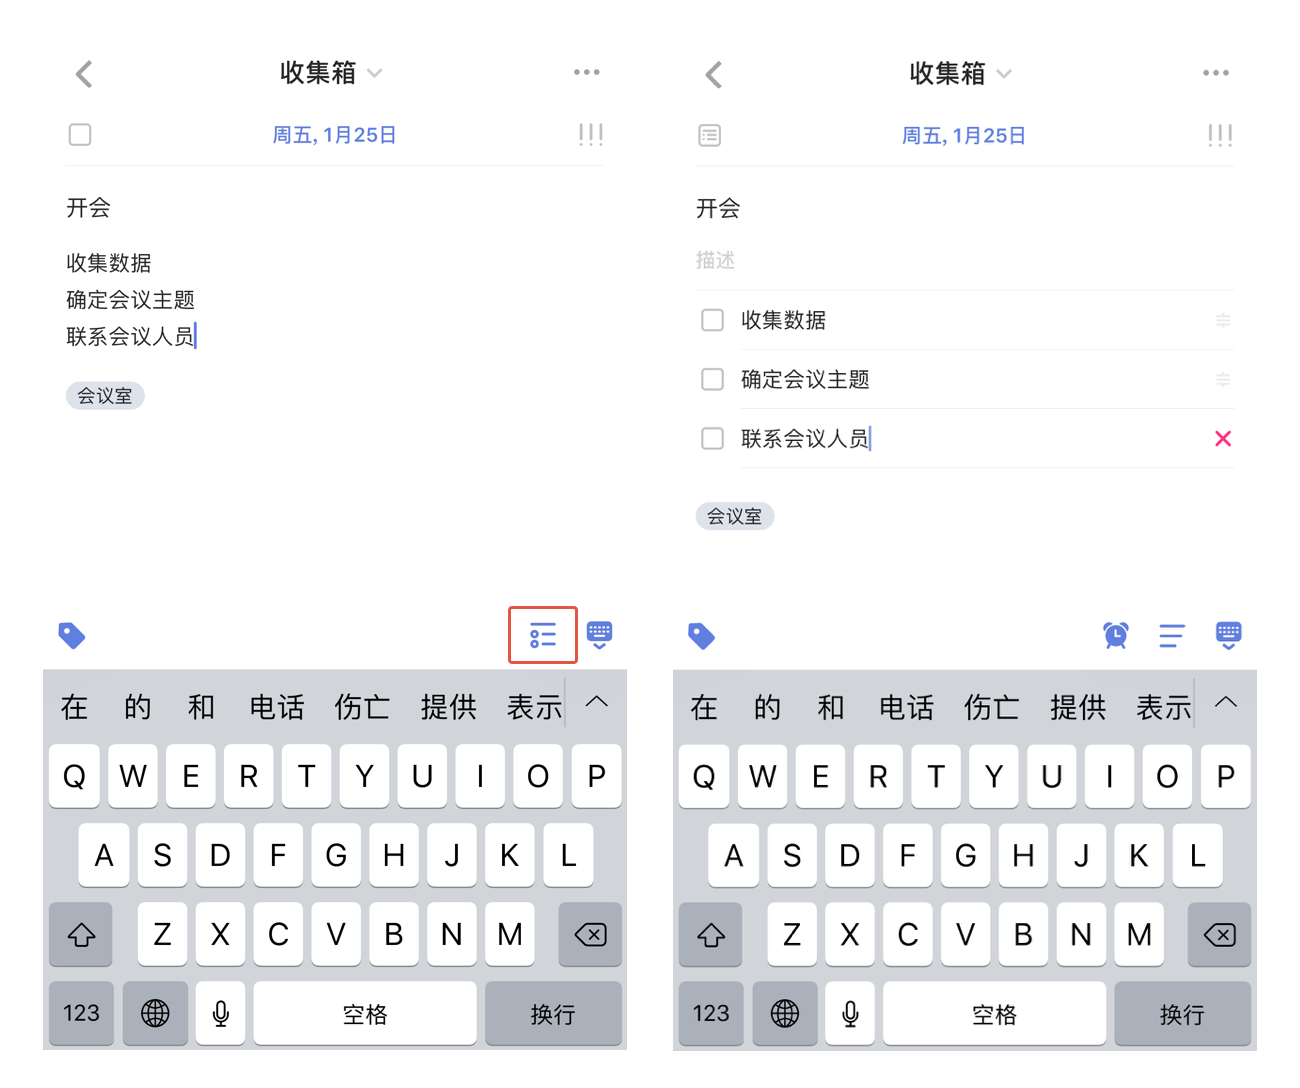 收集箱
周五, 1月25日
开会
收集数据
确定会议主题
联系会议人员
会议室
在 的 和 电话 伤亡 提供 表示
Q W E R T Y U I O P
A S D F G H J K L
Z X C V B N M
123 空格 换行
收集箱
周五, 1月25日
开会
描述
收集数据
确定会议主题
联系会议人员
会议室
在 的 和 电话 伤亡 提供 表示
Q W E R T Y U I O P
A S D F G H J K L
Z X C V B N M
123 空格 换行